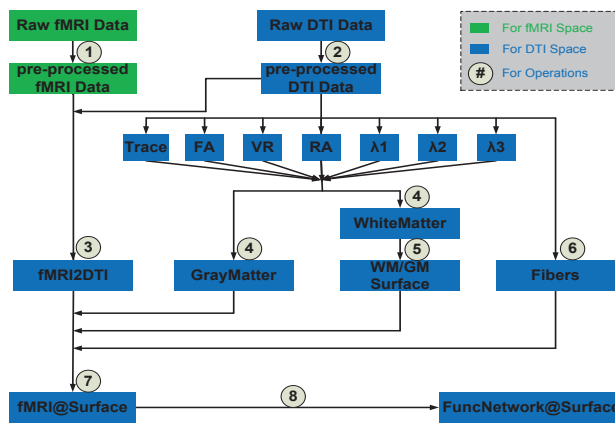 Raw fMRI Data
Raw DTI Data
For fMRI Space
1
2
For DTI Space
pre-processed
fMRI Data
pre-processed
DTI Data
# For Operations
Trace
FA
VR
RA
λ1
λ2
λ3
4
WhiteMatter
3
4
5
6
fMRI2DTI
GrayMatter
WM/GM
Surface
Fibers
7
8
fMRI@Surface
FuncNetwork@Surface